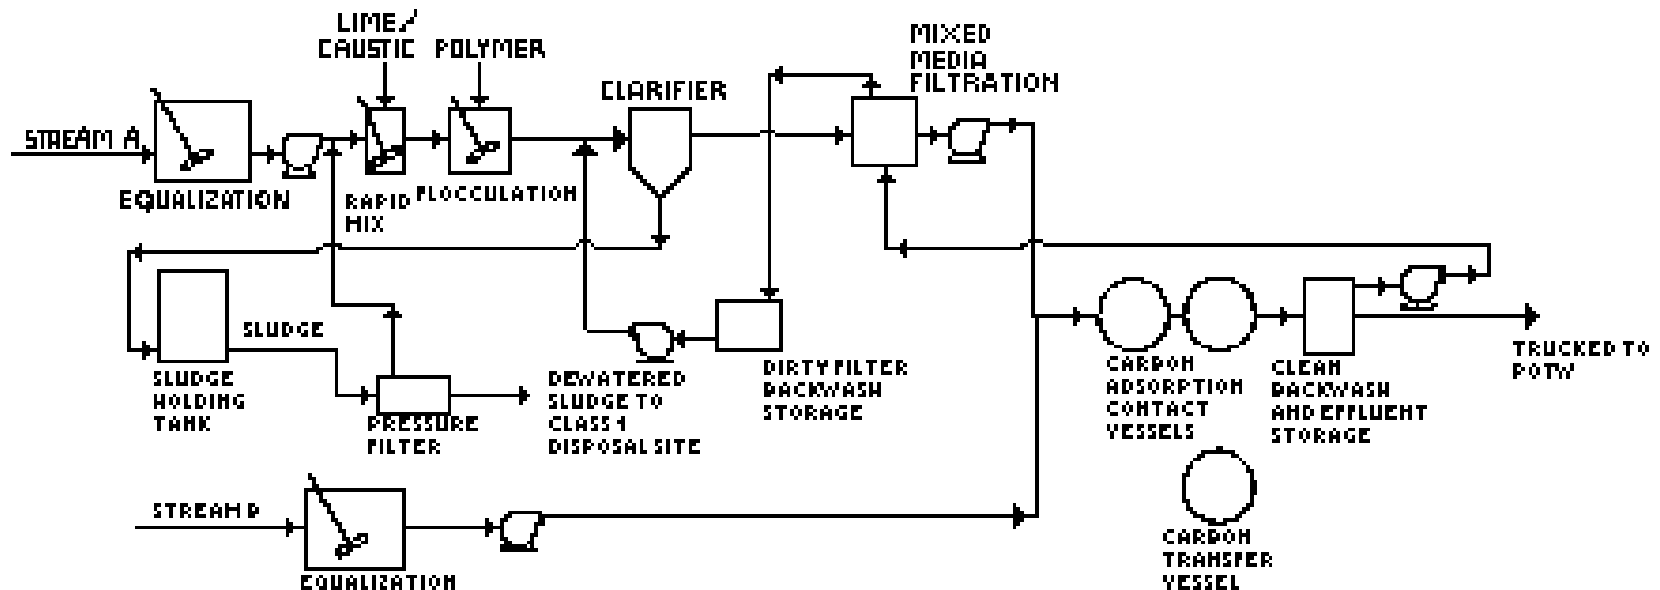 LIME/
CAUSTIC
POLYMER
MIXED
MEDIA
FILTRATION
CLARIFIER
STREAM A
EQUALIZATION
RAPID
MIX
FLOCCULATION
SLUDGE
SLUDGE
HOLDING
TANK
PRESSURE
FILTER
DEWATERED
SLUDGE TO
CLASS 1
DISPOSAL SITE
DIRTY FILTER
BACKWASH
STORAGE
CARBON
ADSORPTION
CONTACT
VESSELS
CLEAN
BACKWASH
AND EFFLUENT
STORAGE
TRUCKED TO
POTW
STREAM B
EQUALIZATION
CARBON
TRANSFER
VESSEL